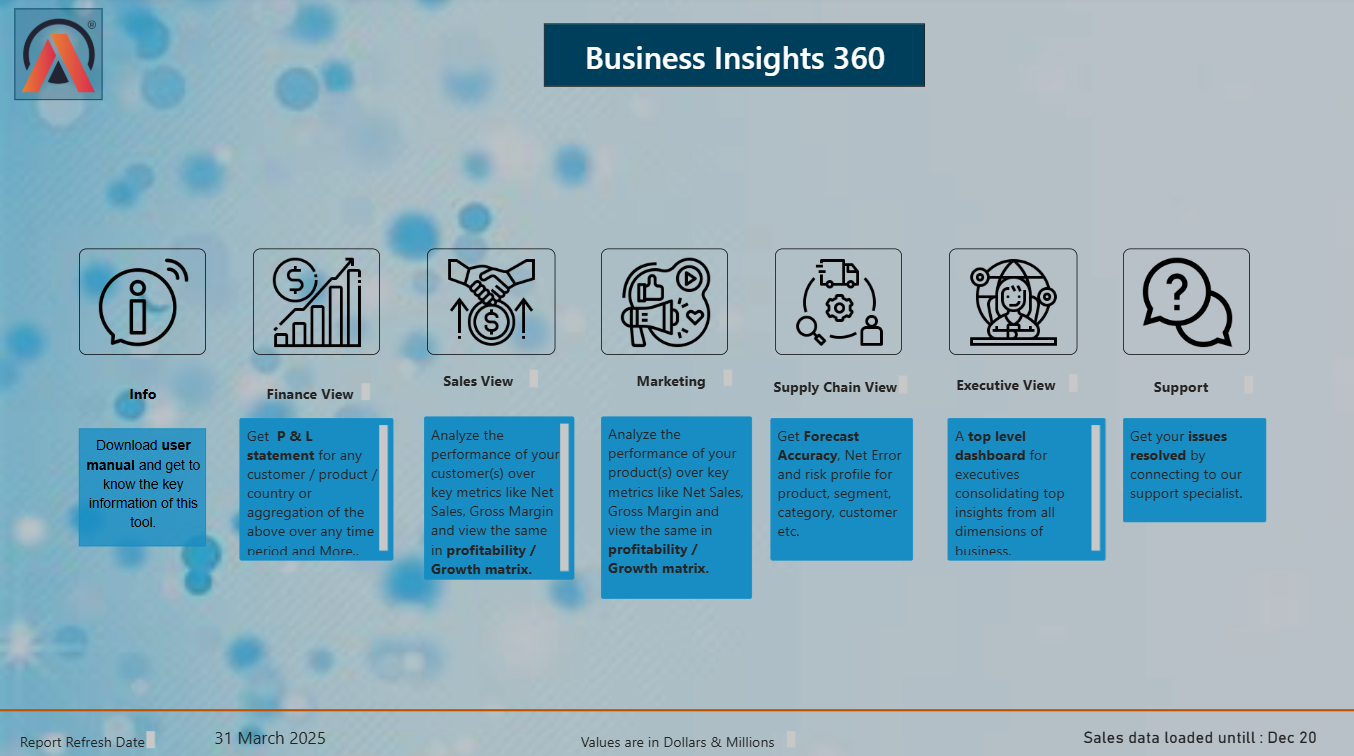 ®
Business Insights 360
Info
Download user
manual and get to
know the key
information of this
tool.
Finance View
Get P & L
statement for any
customer / product /
country or
aggregation of the
above over any time
period and More..
Sales View
Analyze the
performance of your
customer(s) over
key metrics like Net
Sales, Gross Margin
and view the same
in profitability /
Growth matrix.
Marketing
Analyze the
performance of your
product(s) over key
metrics like Net Sales,
Gross Margin and
view the same in
profitability /
Growth matrix.
Supply Chain View
Get Forecast
Accuracy, Net Error
and risk profile for
product, segment,
category, customer
etc.
Executive View
A top level
dashboard for
executives
consolidating top
insights from all
dimensions of
business.
Support
Get your issues
resolved by
connecting to our
support specialist.
Report Refresh Date
31 March 2025
Values are in Dollars & Millions
Sales data loaded untill : Dec 20